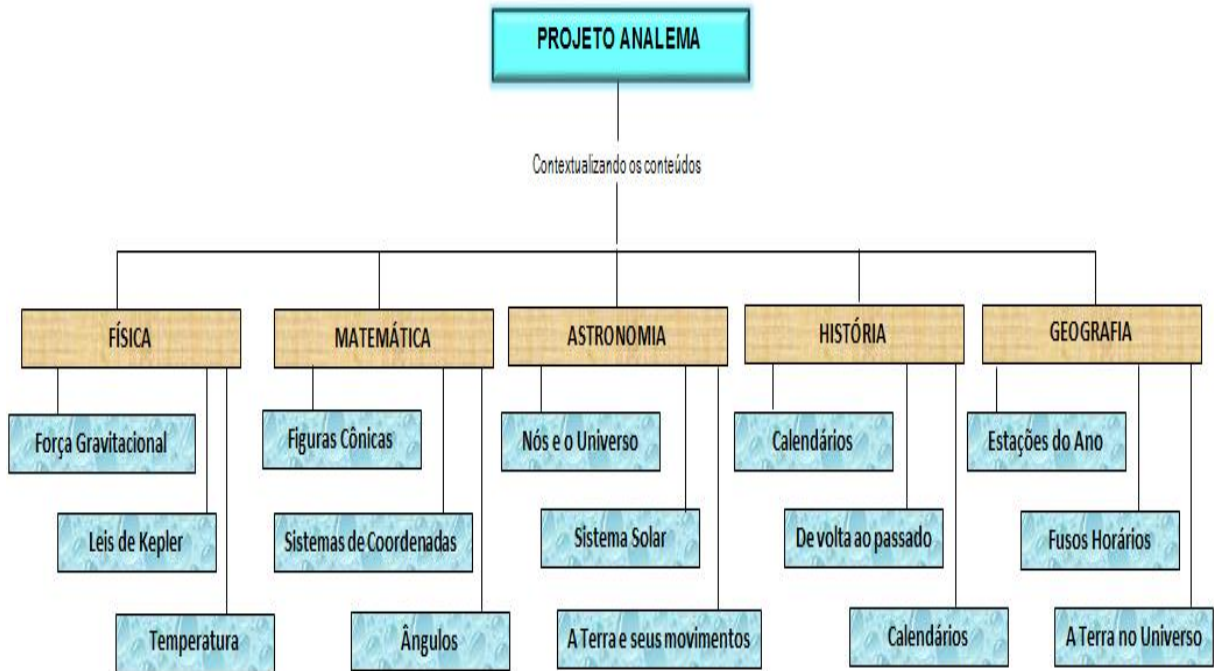 PROJETO ANALEMA
Contextualizando os conteúdos
FÍSICA
MATEMÁTICA
ASTRONOMIA
HISTÓRIA
GEOGRAFIA
Força Gravitacional
Figuras Cônicas
Nós e o Universo
Calendários
Estações do Ano
Leis de Kepler
Sistemas de Coordenadas
Sistema Solar
De volta ao passado
Fusos Horários
Temperatura
Ângulos
A Terra e seus movimentos
Calendários
A Terra no Universo